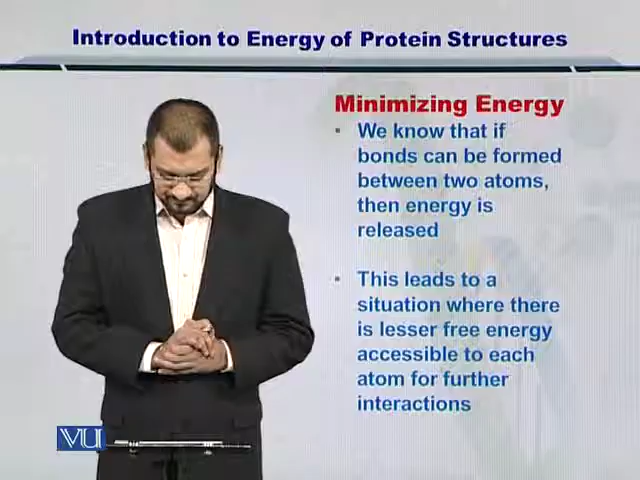 Introduction to Energy of Protein Structures
Minimizing Energy
▪ We know that if
bonds can be formed
between two atoms,
then energy is
released
▪ This leads to a
situation where there
is lesser free energy
accessible to each
atom for further
interactions
VU